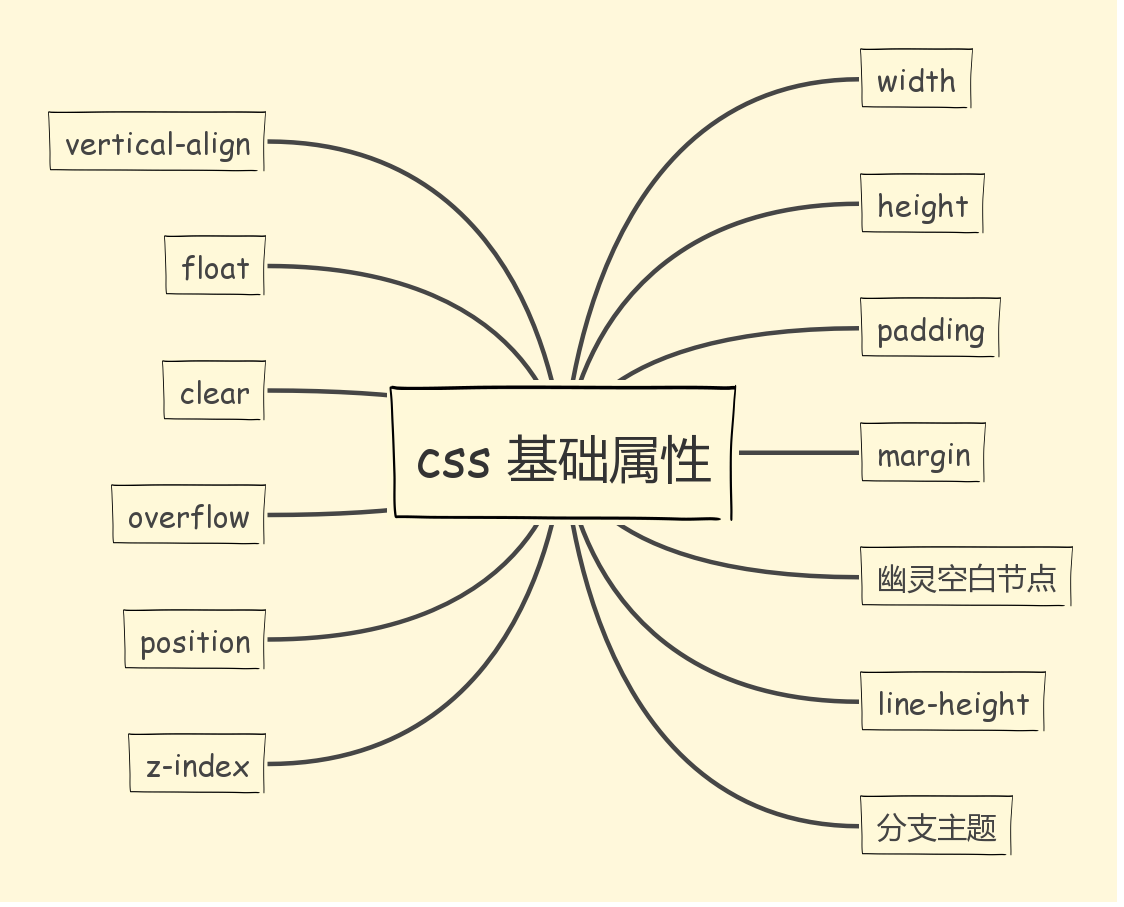 width
vertical-align
height
float
padding
clear
css 基础属性
margin
overflow
幽灵空白节点
position
line-height
z-index
分支主题